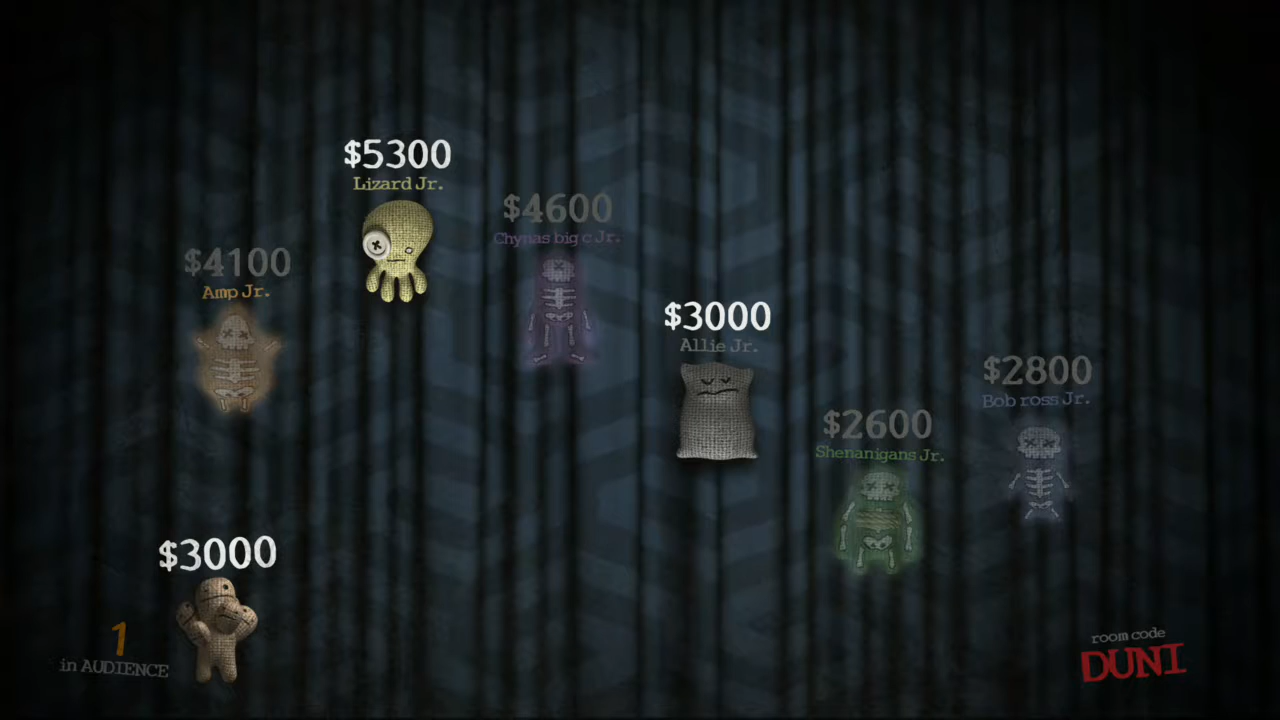 $5300
Lizard Jr.
$4600
Chynas big c Jr.
$4100
Amp Jr.
$3000
Allie Jr.
$2800
Bob ross Jr.
$2600
Shenanigans Jr.
$3000
1
in AUDIENCE
room code
DUNI